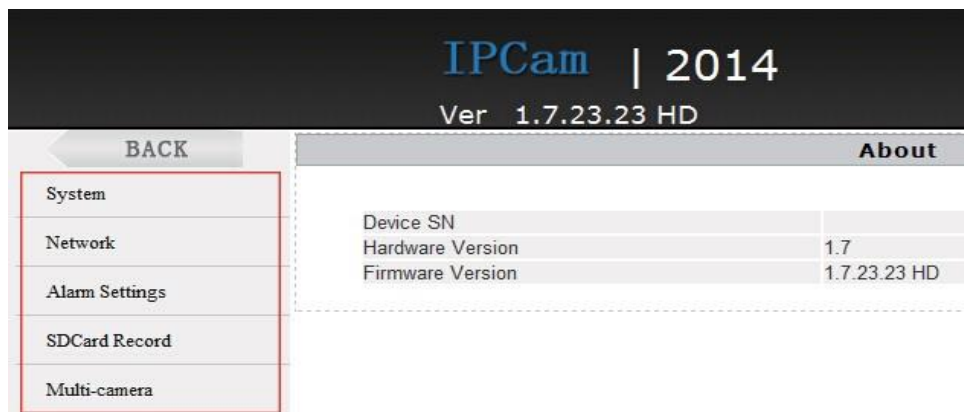 IPCam | 2014
Ver 1.7.23.23 HD
BACK
System
Network
Alarm Settings
SDCard Record
Multi-camera
About
Device SN
Hardware Version 1.7
Firmware Version 1.7.23.23 HD